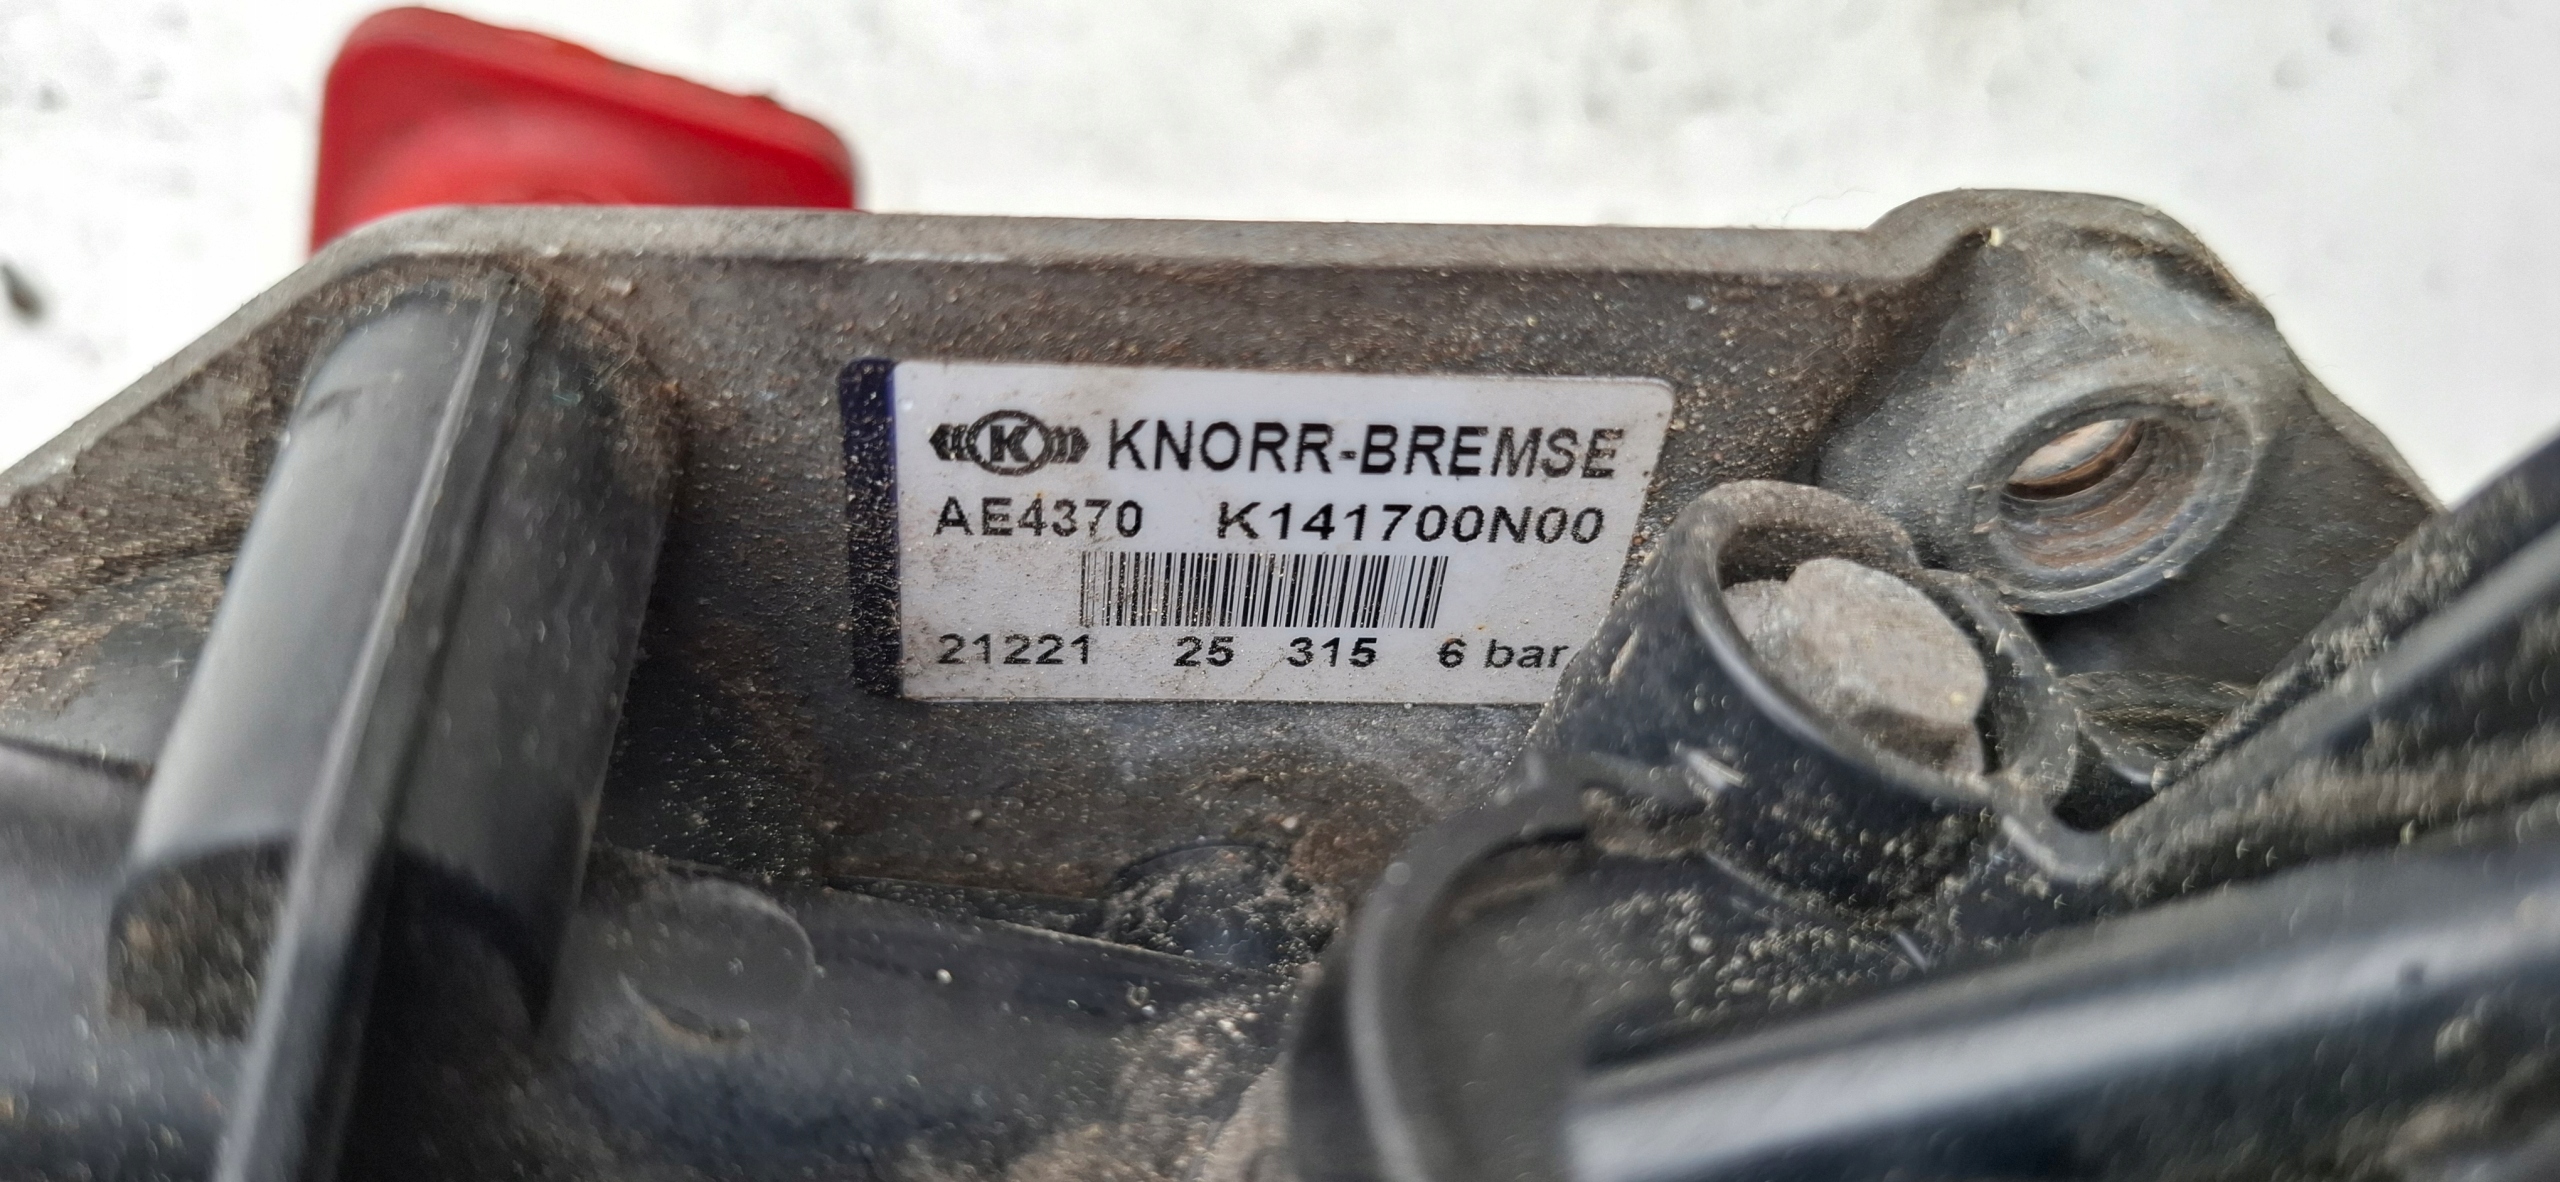 K KNORR-BREMSE
AE4370 K141700N00
21221 25 315 6 bar